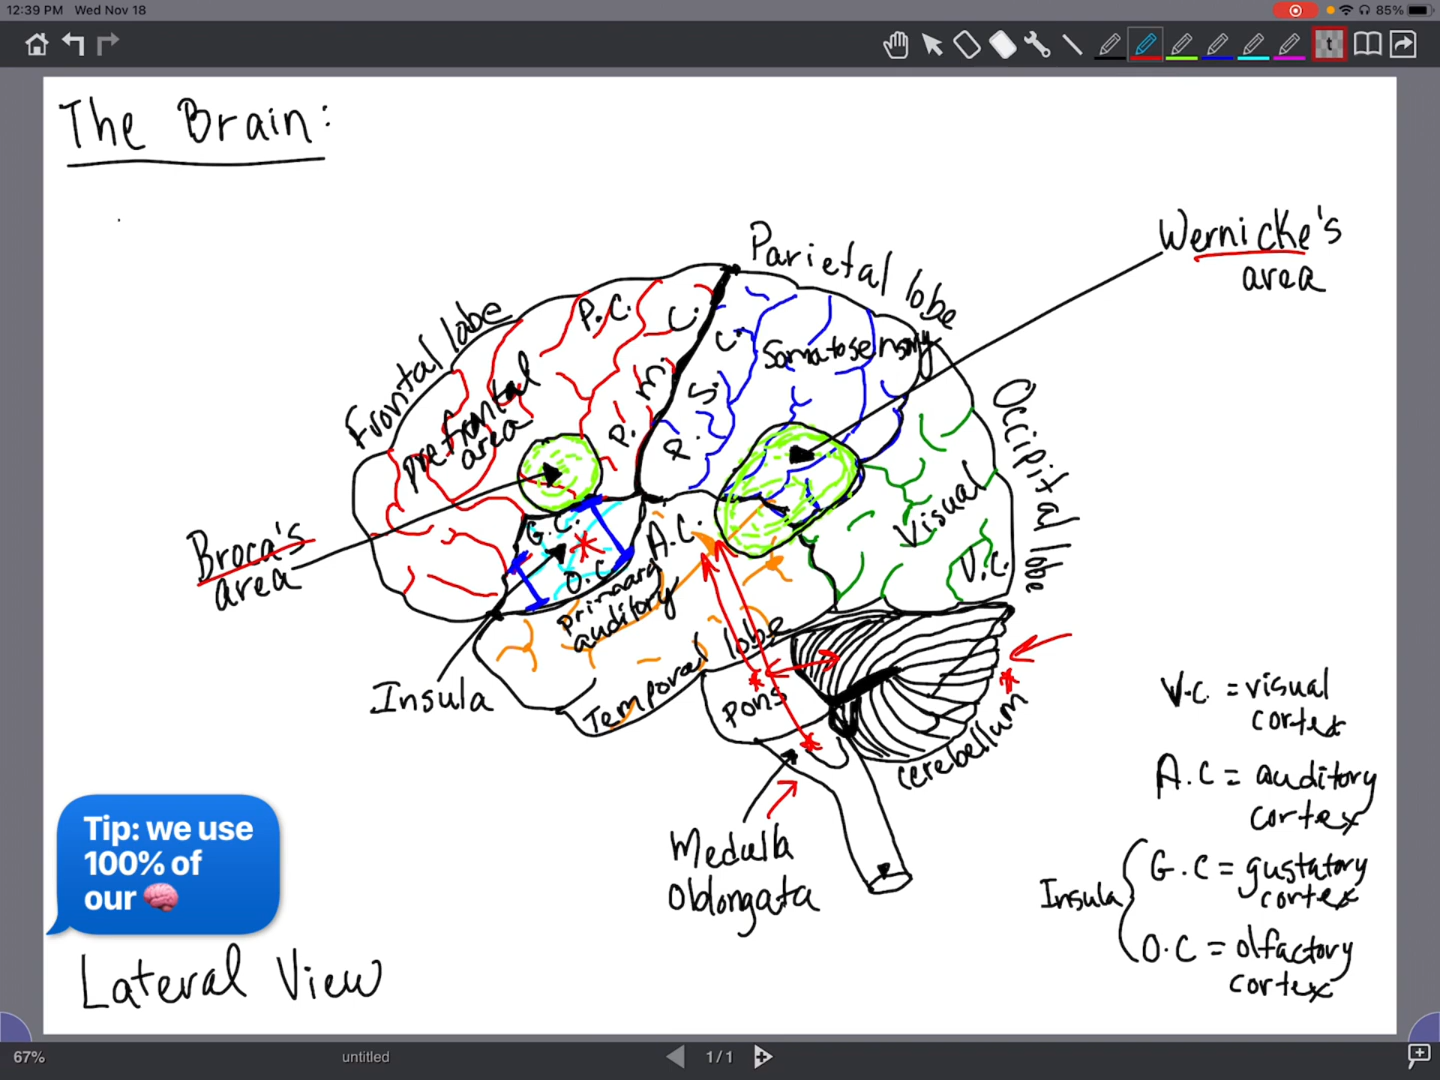 12:39 PM Wed Nov 18
85%
t
The Brain:
Wernicke's
area
Parietal lobe
Frontal lobe
Occipital lobe
P.C.
C.
M.
P.
prefrontal
area
C.
S.
P.
Somatosensory
Visual
V.C.
Broca's
area
G.C.
O.C
A.C.
primary
auditory
Temporal lobe
Insula
Pons
cerebellum
Medulla
oblongata
V.C. = visual
cortex
A.C = auditory
cortex
Insula
G.C = gustatory
cortex
O.C = olfactory
cortex
Tip: we use
100% of
our 🧠
Lateral View
67%
untitled
1/1